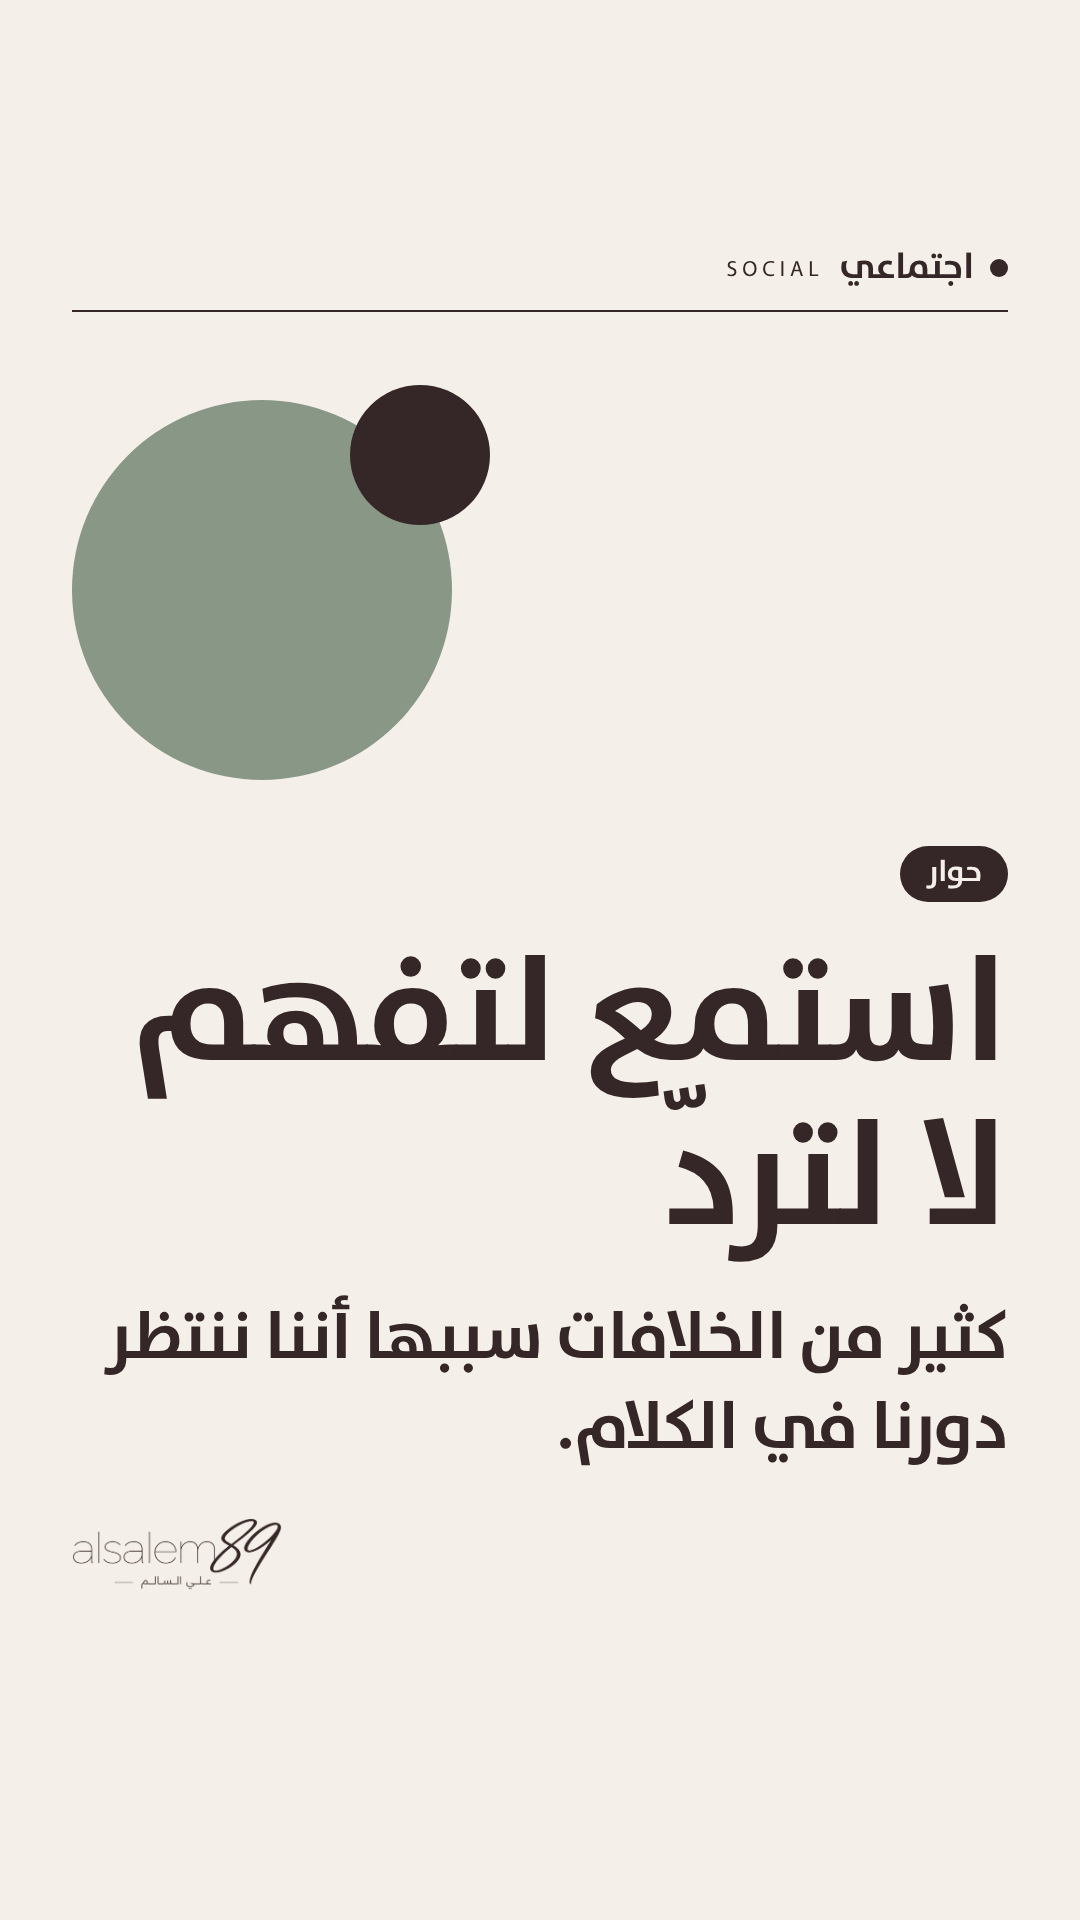 اجتماعي SOCIAL
حوار
استمع لتفهم
لا لتردّ
كثير من الخلافات سببها أننا ننتظر
دورنا في الكلام.
alsalem89
علي السالم